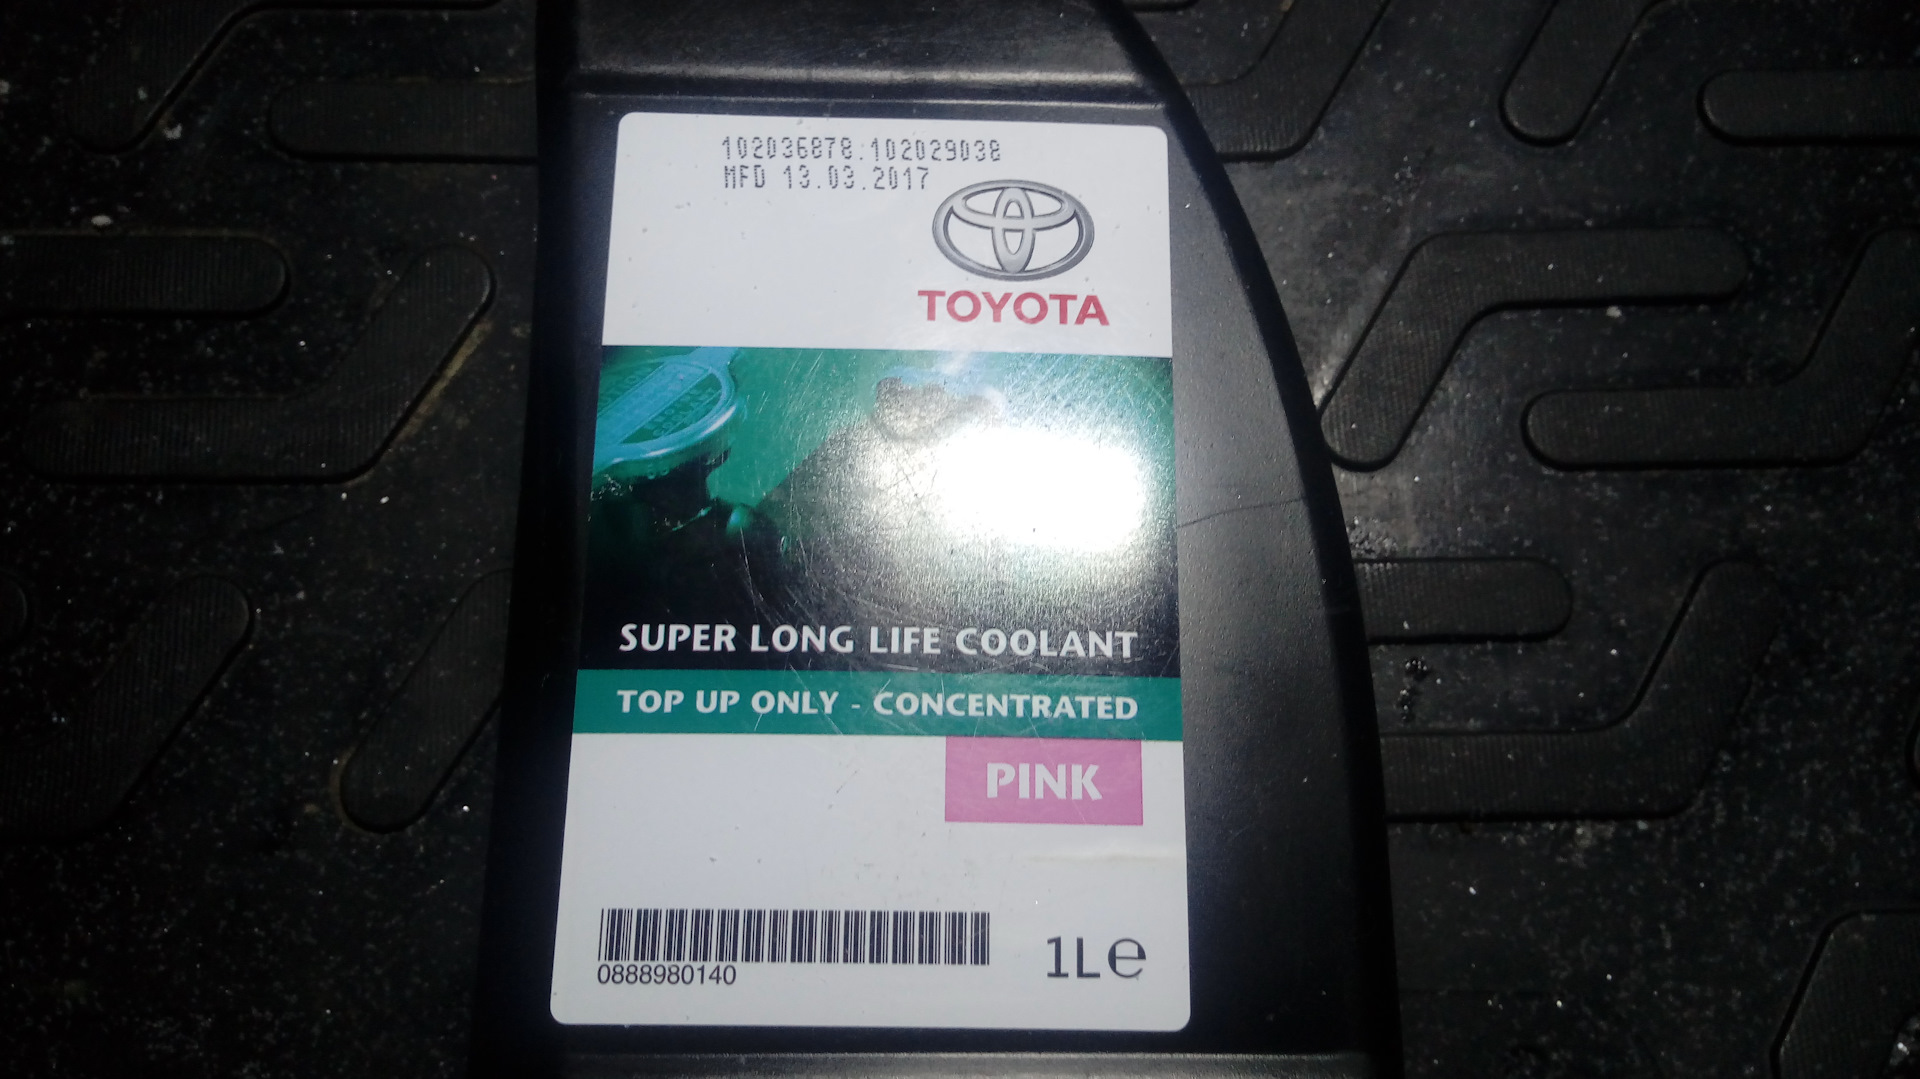 102036878.102029038
MFD 13.03.2017
TOYOTA
SUPER LONG LIFE COOLANT
TOP UP ONLY - CONCENTRATED
PINK
0888980140
1L℮